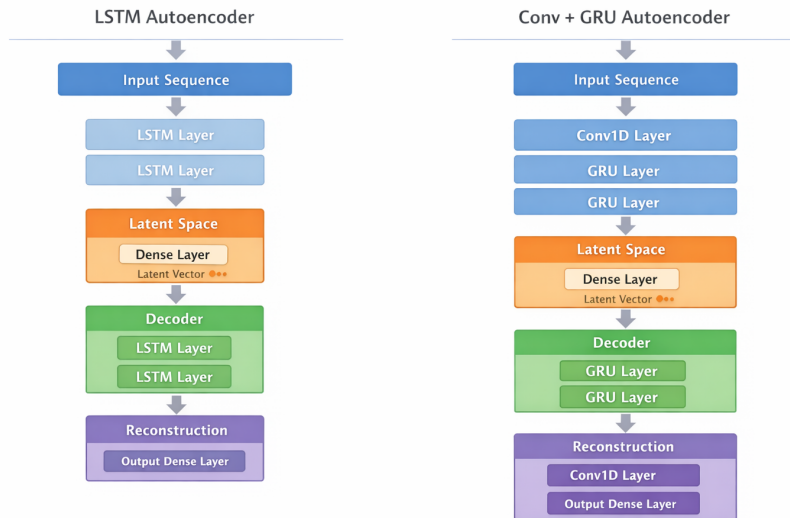 LSTM Autoencoder
Input Sequence
LSTM Layer
LSTM Layer
Latent Space
Dense Layer
Latent Vector
Decoder
LSTM Layer
LSTM Layer
Reconstruction
Output Dense Layer
Conv + GRU Autoencoder
Input Sequence
Conv1D Layer
GRU Layer
GRU Layer
Latent Space
Dense Layer
Latent Vector
Decoder
GRU Layer
GRU Layer
Reconstruction
Conv1D Layer
Output Dense Layer